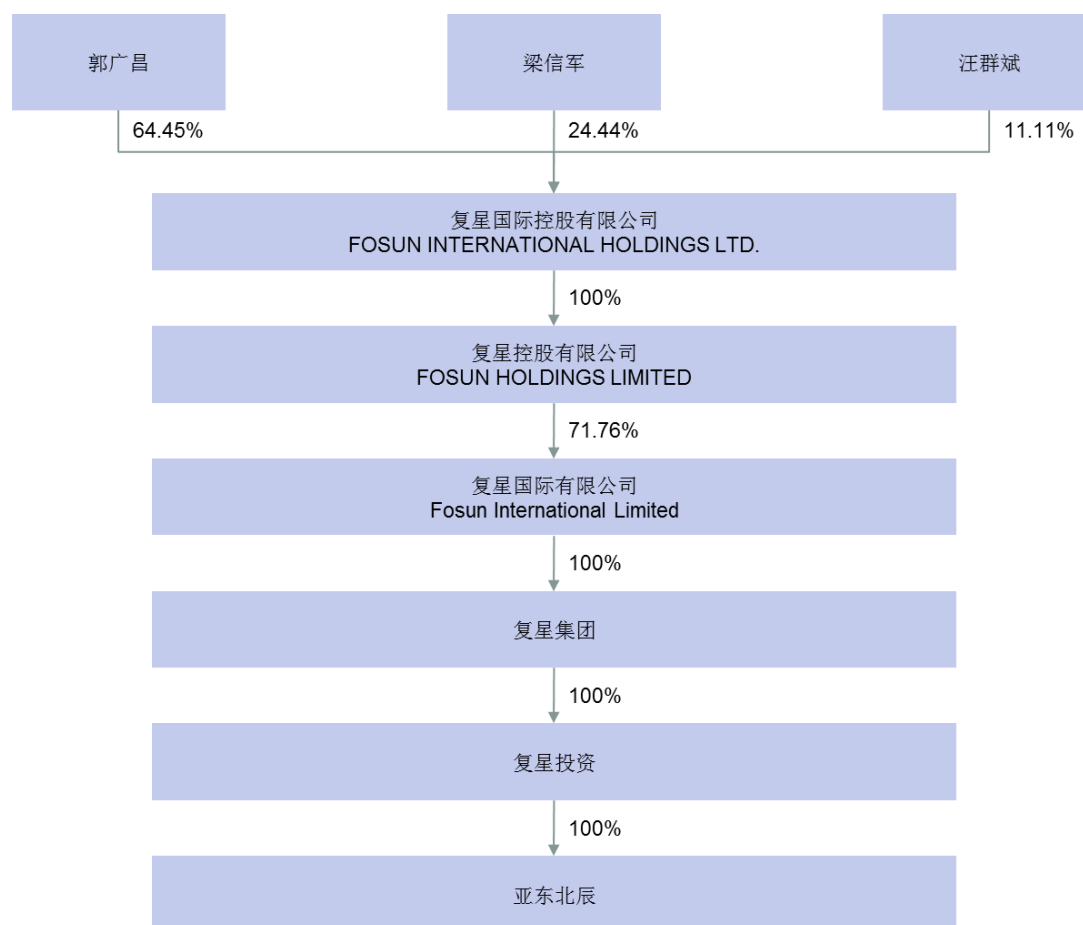 郭广昌
梁信军
汪群斌
64.45%
24.44%
11.11%
复星国际控股有限公司
FOSUN INTERNATIONAL HOLDINGS LTD.
100%
复星控股有限公司
FOSUN HOLDINGS LIMITED
71.76%
复星国际有限公司
Fosun International Limited
100%
复星集团
100%
复星投资
100%
亚东北辰